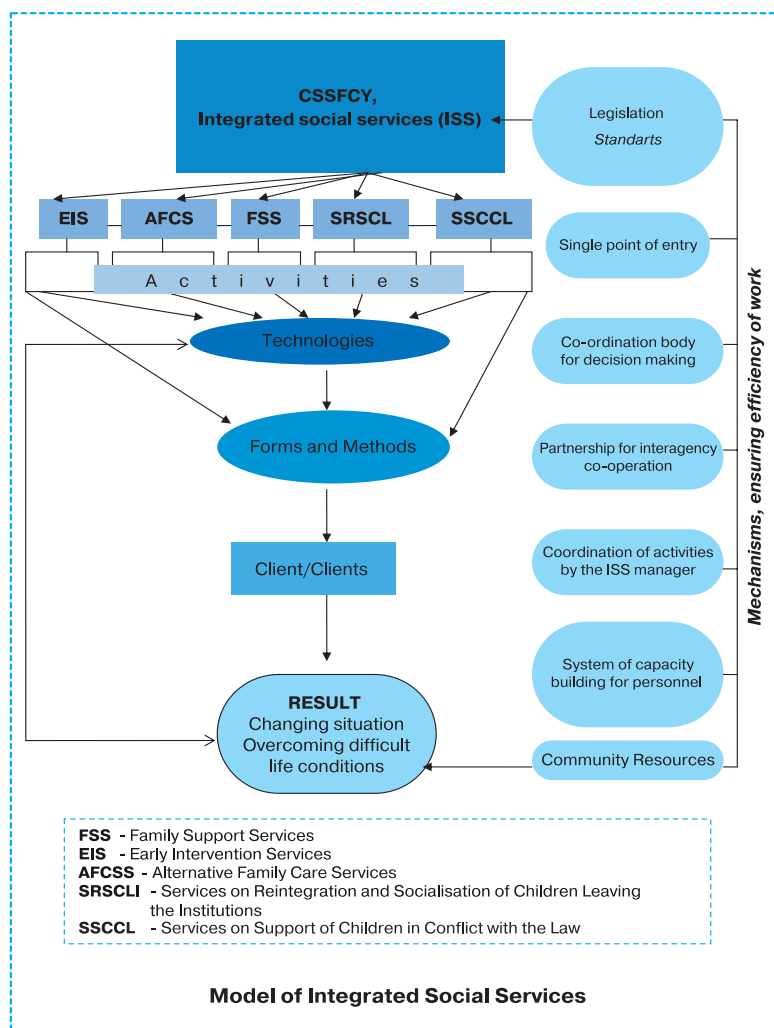 CSSFCY,
Integrated social services (ISS)
EIS
AFCS
FSS
SRSCL
SSCCL
Activities
Technologies
Forms and Methods
Client/Clients
RESULT
Changing situation
Overcoming difficult
life conditions
Legislation
Standarts
Single point of entry
Co-ordination body
for decision making
Partnership for interagency
co-operation
Coordination of activities
by the ISS manager
System of capacity
building for personnel
Community Resources
Mechanisms, ensuring efficiency of work
FSS - Family Support Services
EIS - Early Intervention Services
AFCSS - Alternative Family Care Services
SRSCLI - Services on Reintegration and Socialisation of Children Leaving
the Institutions
SSCCL - Services on Support of Children in Conflict with the Law
Model of Integrated Social Services